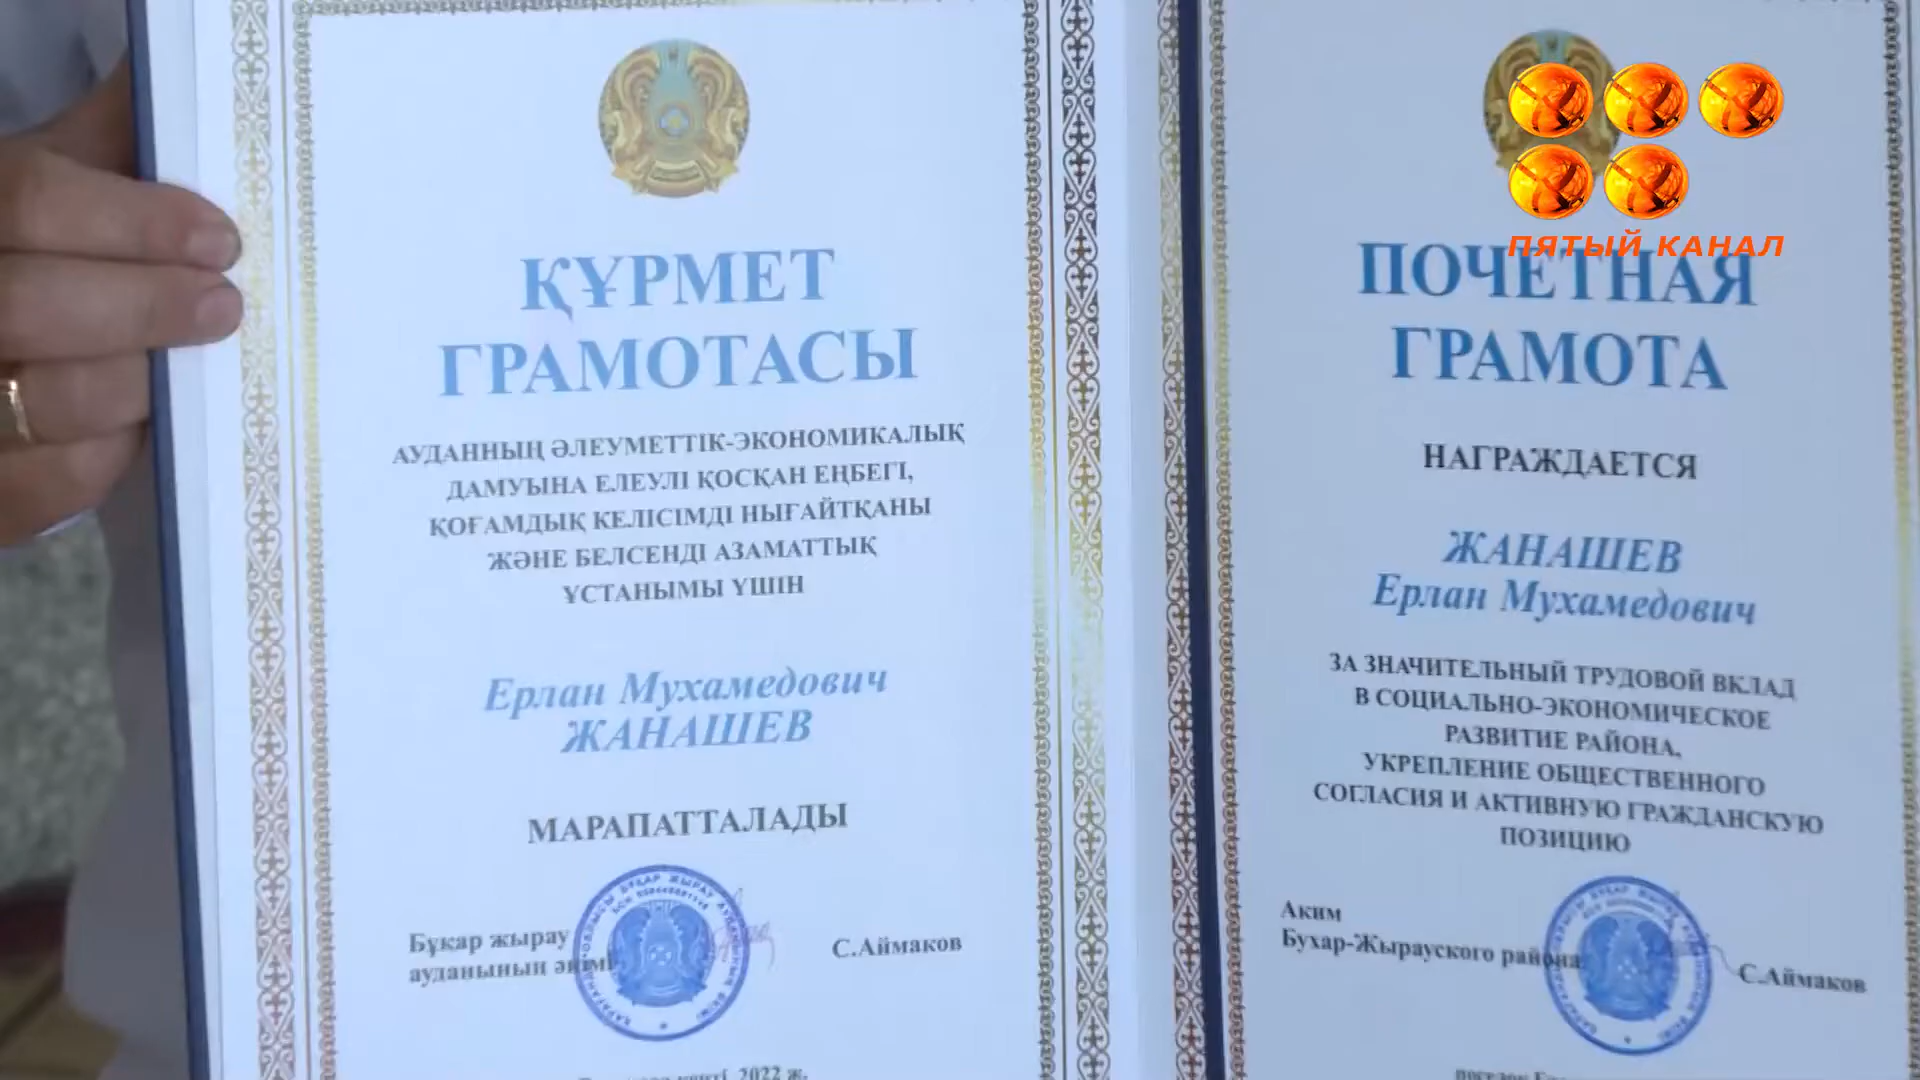 ҚҰРМЕТ
ГРАМОТАСЫ
АУДАННЫҢ ӘЛЕУМЕТТІК-ЭКОНОМИКАЛЫҚ
ДАМУЫНА ЕЛЕУЛІ ҚОСҚАН ЕҢБЕГІ,
ҚОҒАМДЫҚ КЕЛІСІМДІ НЫҒАЙТҚАНЫ
ЖӘНЕ БЕЛСЕНДІ АЗАМАТТЫҚ
ҰСТАНЫМЫ ҮШІН
Ерлан Мухамедович
ЖАНАШЕВ
МАРАПАТТАЛАДЫ
Бұқар жырау
ауданының әкімі
С.Аймаков
2022 ж.
ПЯТЫЙ КАНАЛ
ПОЧЕТНАЯ
ГРАМОТА
НАГРАЖДАЕТСЯ
ЖАНАШЕВ
Ерлан Мухамедович
ЗА ЗНАЧИТЕЛЬНЫЙ ТРУДОВОЙ ВКЛАД
В СОЦИАЛЬНО-ЭКОНОМИЧЕСКОЕ
РАЗВИТИЕ РАЙОНА,
УКРЕПЛЕНИЕ ОБЩЕСТВЕННОГО
СОГЛАСИЯ И АКТИВНУЮ ГРАЖДАНСКУЮ
ПОЗИЦИЮ
Аким
Бухар-Жырауского района
С.Аймаков